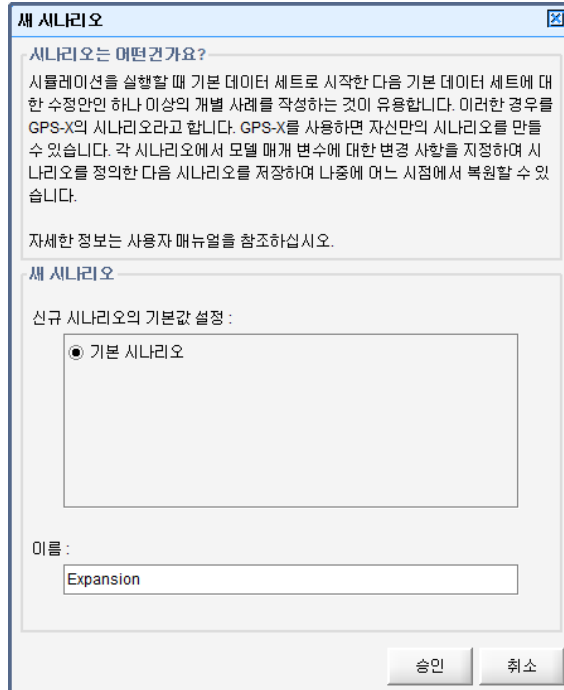 새 시나리오
시나리오는 어떤건가요?
시뮬레이션을 실행할 때 기본 데이터 세트로 시작한 다음 기본 데이터 세트에 대
한 수정안인 하나 이상의 개별 사례를 작성하는 것이 유용합니다. 이러한 경우를
GPS-X의 시나리오라고 합니다. GPS-X를 사용하면 자신만의 시나리오를 만들
수 있습니다. 각 시나리오에서 모델 매개 변수에 대한 변경 사항을 지정하여 시
나리오를 정의한 다음 시나리오를 저장하여 나중에 어느 시점에서 복원할 수 있
습니다.
자세한 정보는 사용자 매뉴얼을 참조하십시오.
새 시나리오
신규 시나리오의 기본값 설정 :
기본 시나리오
이름 :
Expansion
승인
취소